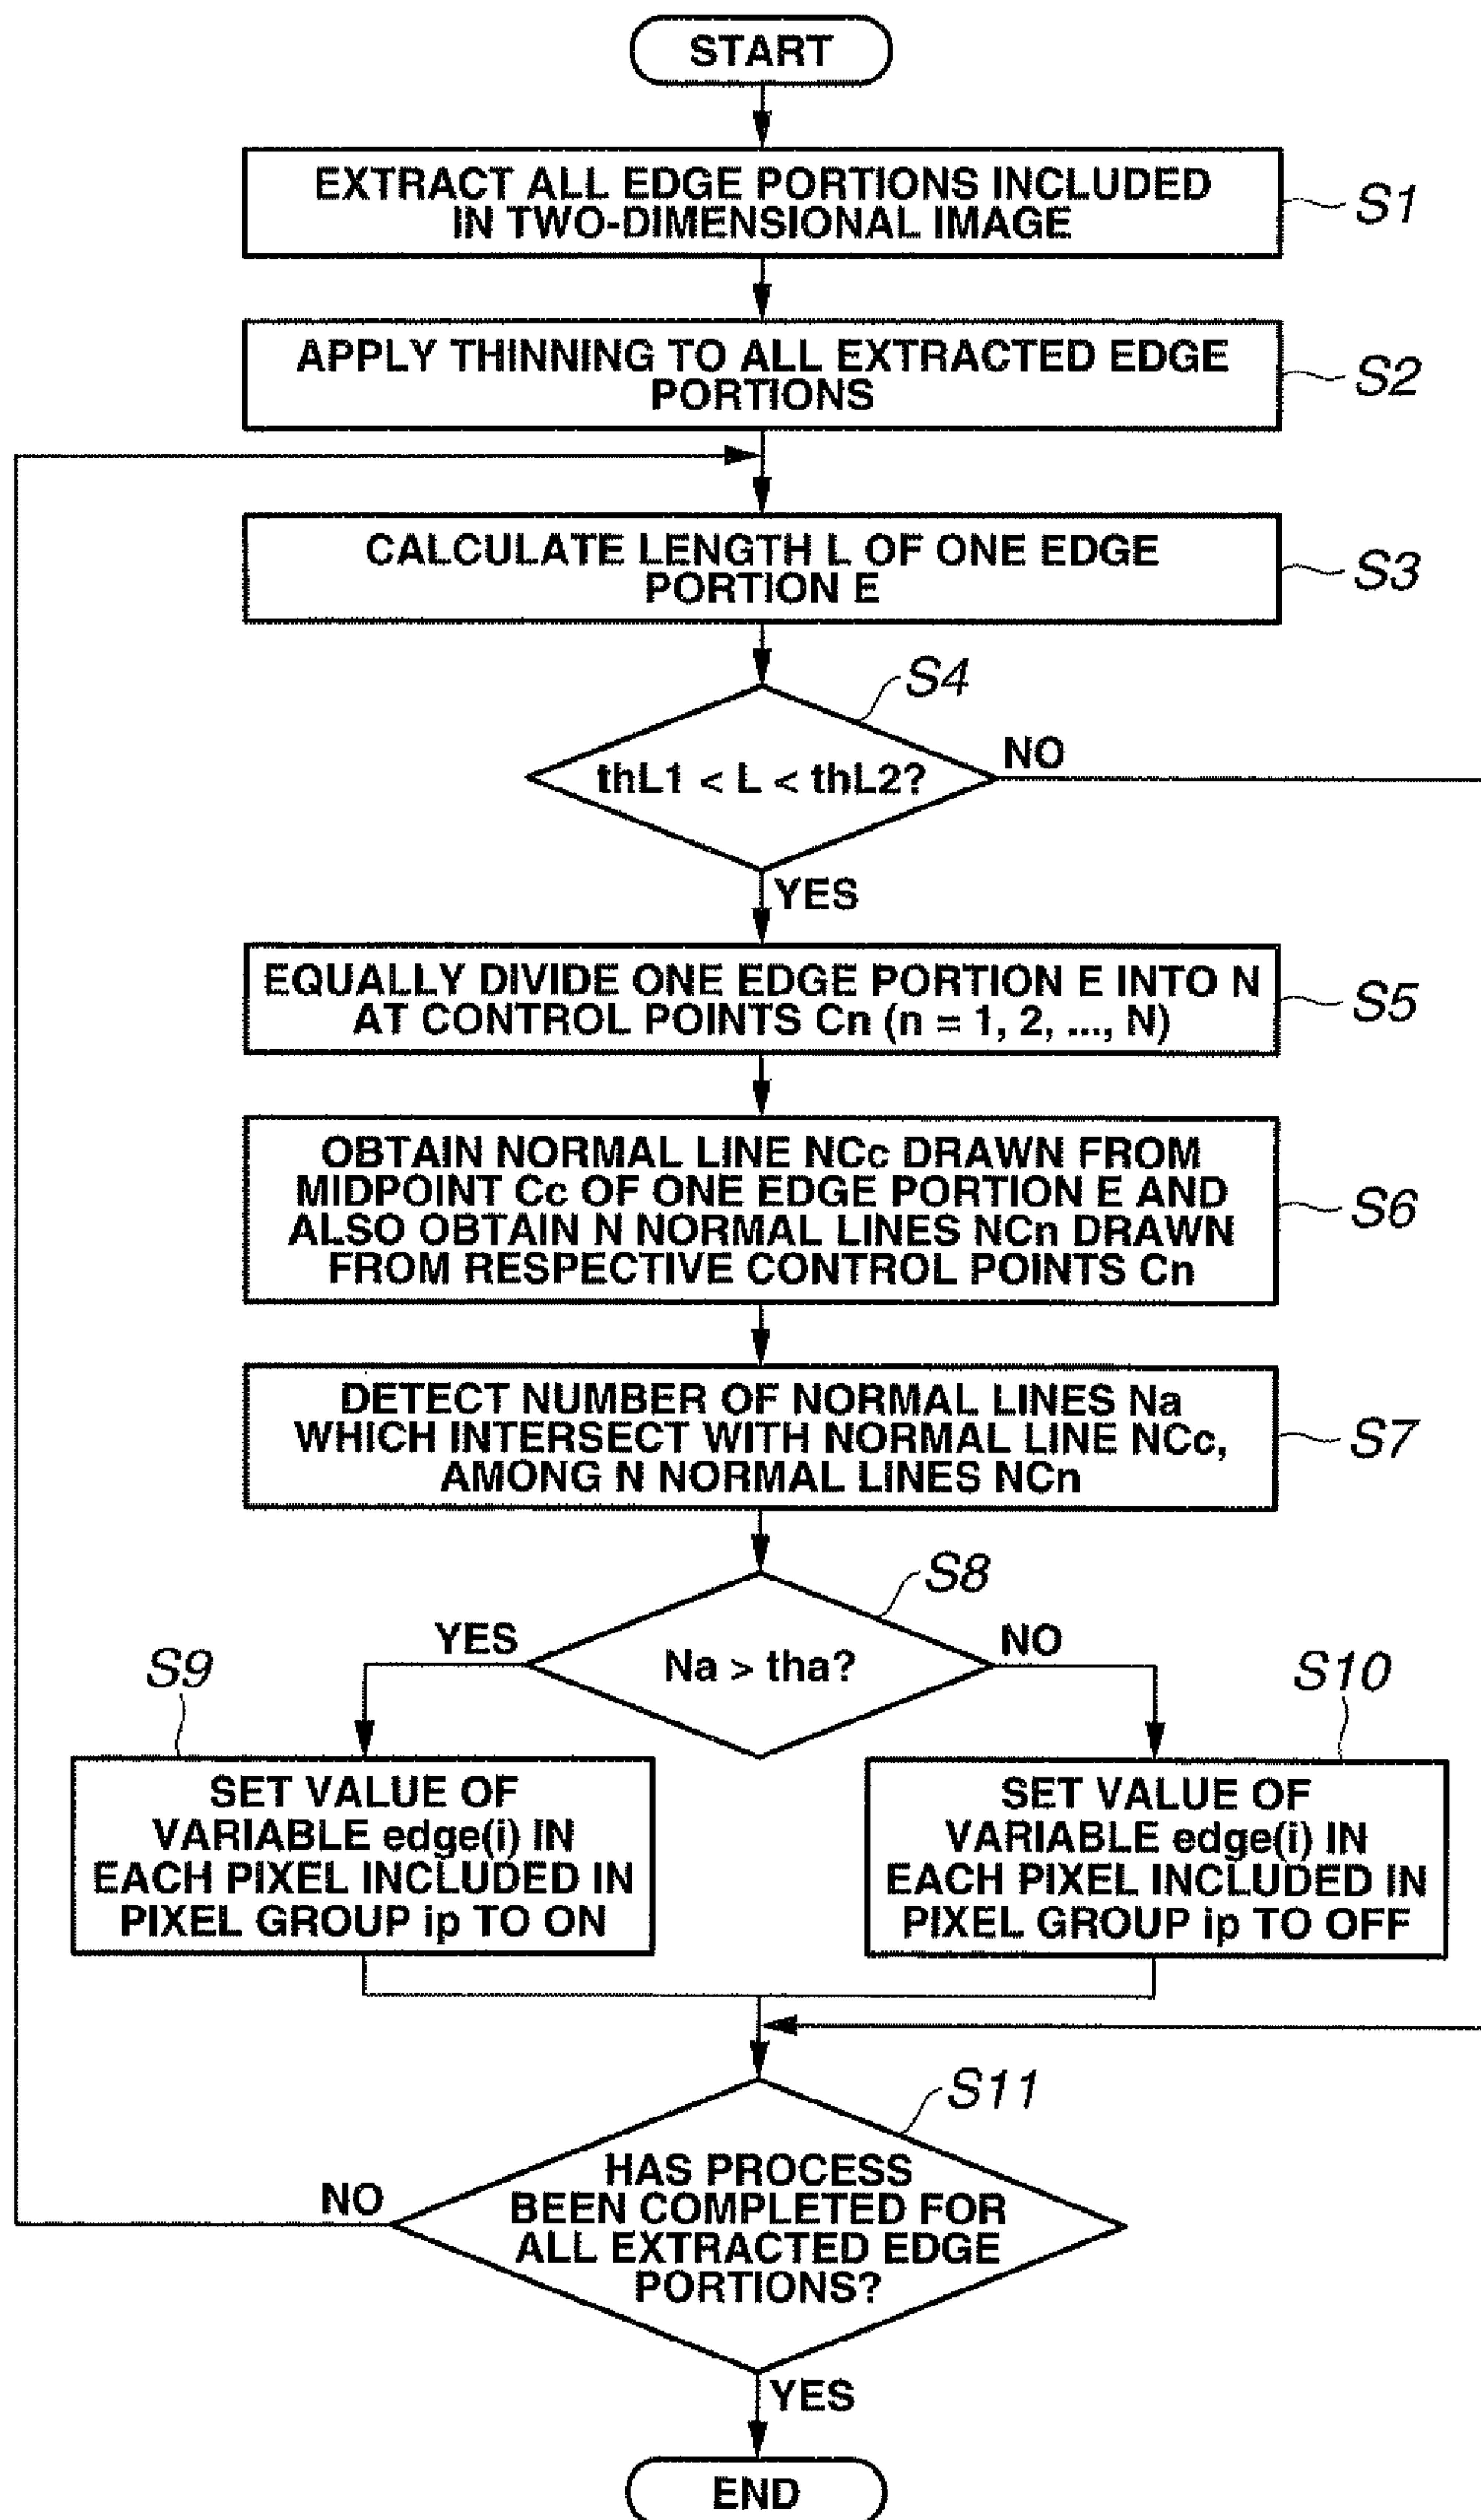 START
EXTRACT ALL EDGE PORTIONS INCLUDED
IN TWO-DIMENSIONAL IMAGE
S1
APPLY THINNING TO ALL EXTRACTED EDGE
PORTIONS
S2
CALCULATE LENGTH L OF ONE EDGE
PORTION E
S3
S4
thL1 < L < thL2?
NO
YES
EQUALLY DIVIDE ONE EDGE PORTION E INTO N
AT CONTROL POINTS Cn (n = 1, 2, ..., N)
S5
OBTAIN NORMAL LINE NCc DRAWN FROM
MIDPOINT Cc OF ONE EDGE PORTION E AND
ALSO OBTAIN N NORMAL LINES NCn DRAWN
FROM RESPECTIVE CONTROL POINTS Cn
S6
DETECT NUMBER OF NORMAL LINES Na
WHICH INTERSECT WITH NORMAL LINE NCc,
AMONG N NORMAL LINES NCn
S7
S8
Na > tha?
YES
NO
S9
SET VALUE OF
VARIABLE edge(i) IN
EACH PIXEL INCLUDED IN
PIXEL GROUP ip TO ON
S10
SET VALUE OF
VARIABLE edge(i) IN
EACH PIXEL INCLUDED IN
PIXEL GROUP ip TO OFF
S11
HAS PROCESS
BEEN COMPLETED FOR
ALL EXTRACTED EDGE
PORTIONS?
NO
YES
END